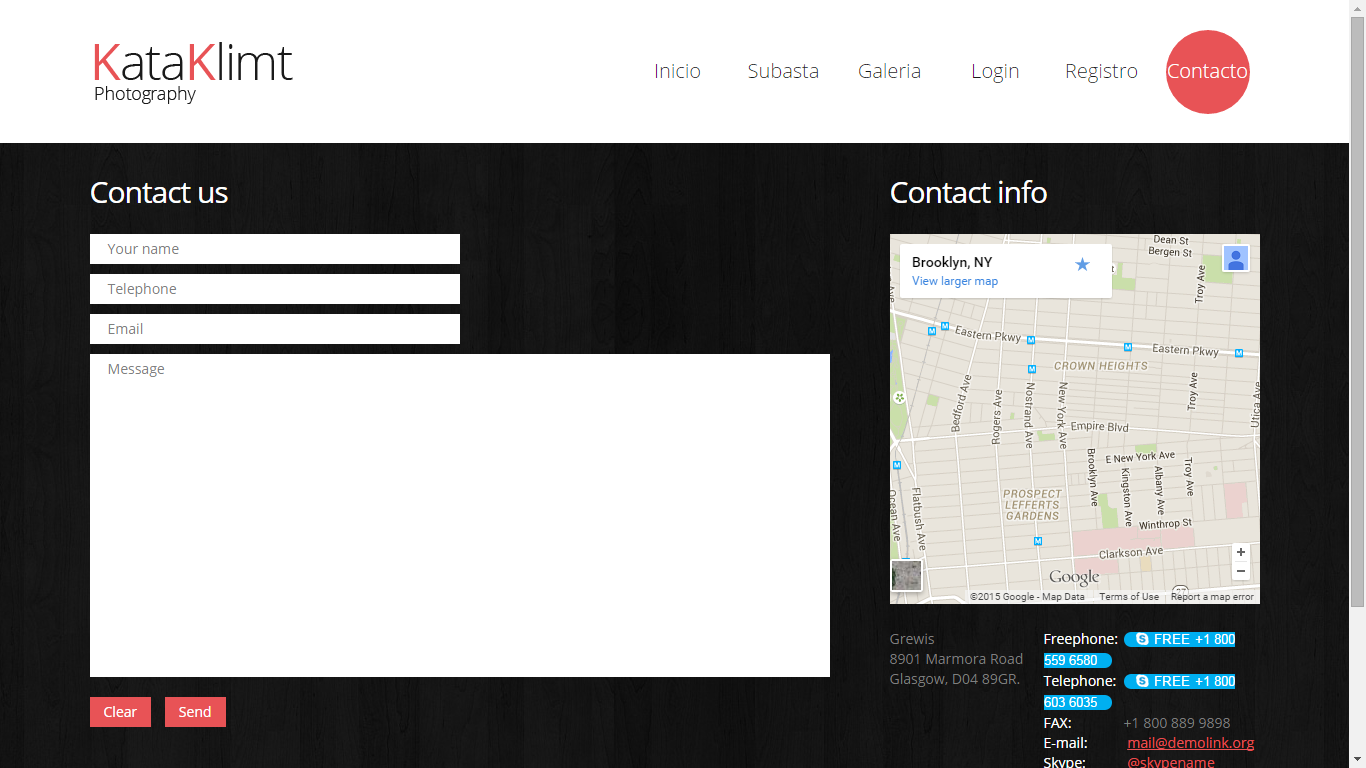 KataKlimt
Photography
Inicio Subasta Galeria Login Registro Contacto
Contact us
Your name
Telephone
Email
Message
Clear Send
Contact info
Brooklyn, NY
View larger map
Dean St
Bergen St
Troy Ave
Eastern Pkwy
Eastern Pkwy
CROWN HEIGHTS
Bedford Ave
Rogers Ave
Nostrand Ave
New York Ave
Troy Ave
Utica Ave
Empire Blvd
E New York Ave
Brooklyn Ave
Kingston Ave
Albany Ave
Troy Ave
PROSPECT
LEFFERTS
GARDENS
Ocean Ave
Flatbush Ave
Winthrop St
Clarkson Ave
Google
©2015 Google - Map Data Terms of Use Report a map error
Grewis
8901 Marmora Road
Glasgow, D04 89GR.
Freephone: FREE +1 800
559 6580
Telephone: FREE +1 800
603 6035
FAX: +1 800 889 9898
E-mail: mail@demolink.org
Skype: @skypename